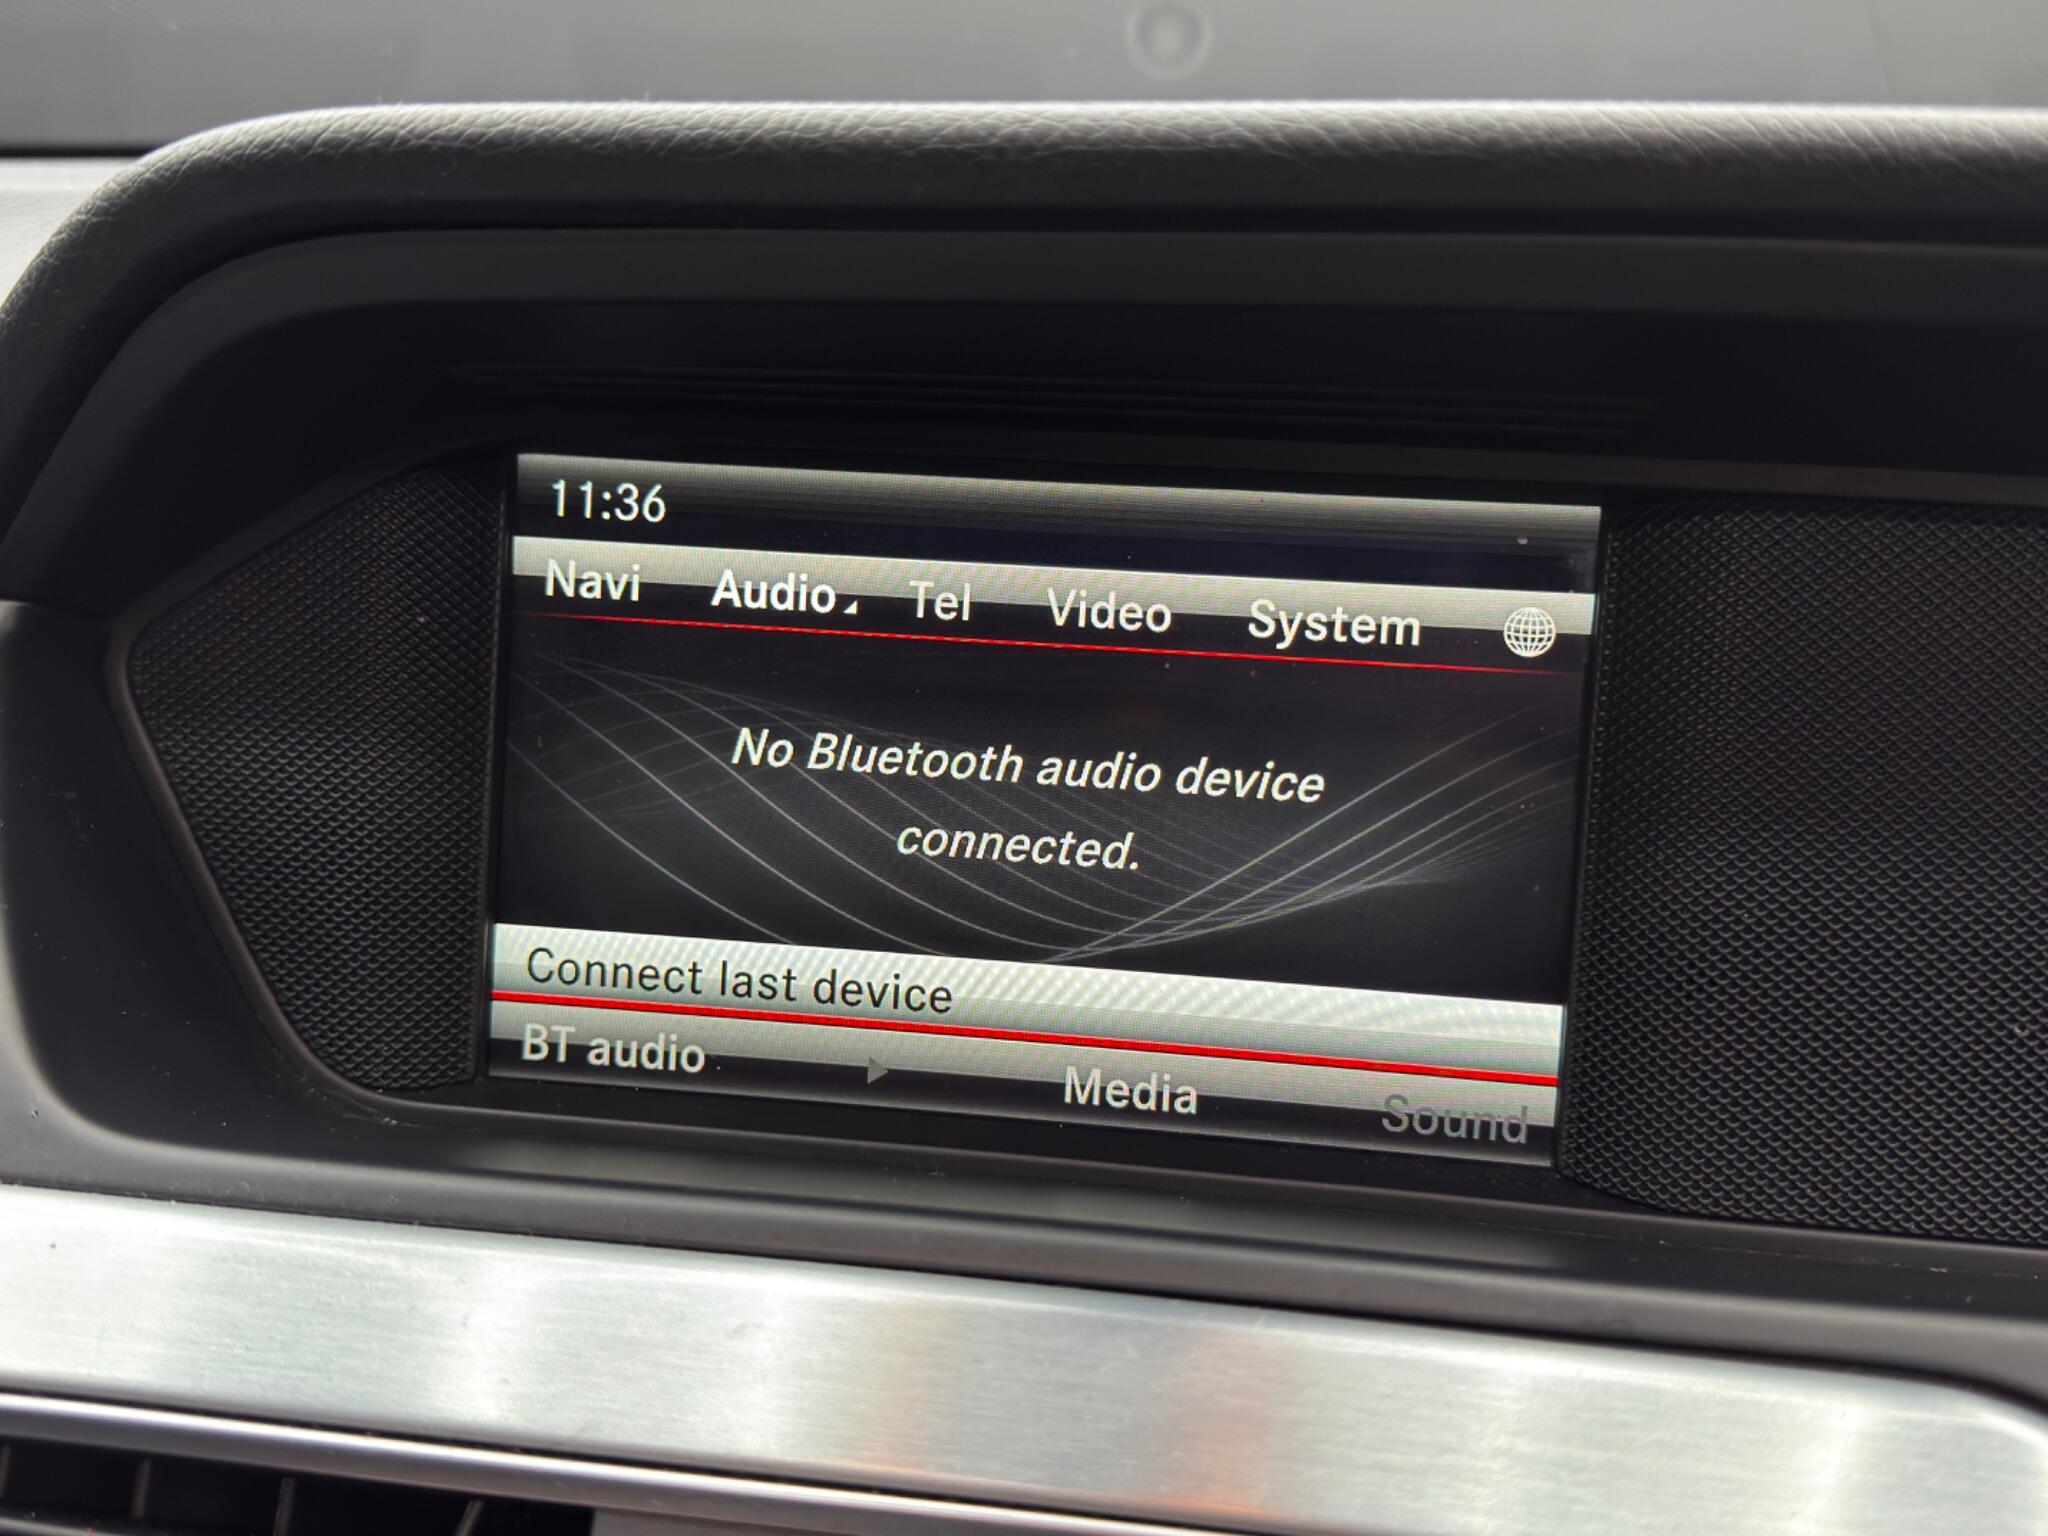 11:36
Navi Audio Tel Video System
No Bluetooth audio device
connected.
Connect last device
BT audio Media Sound